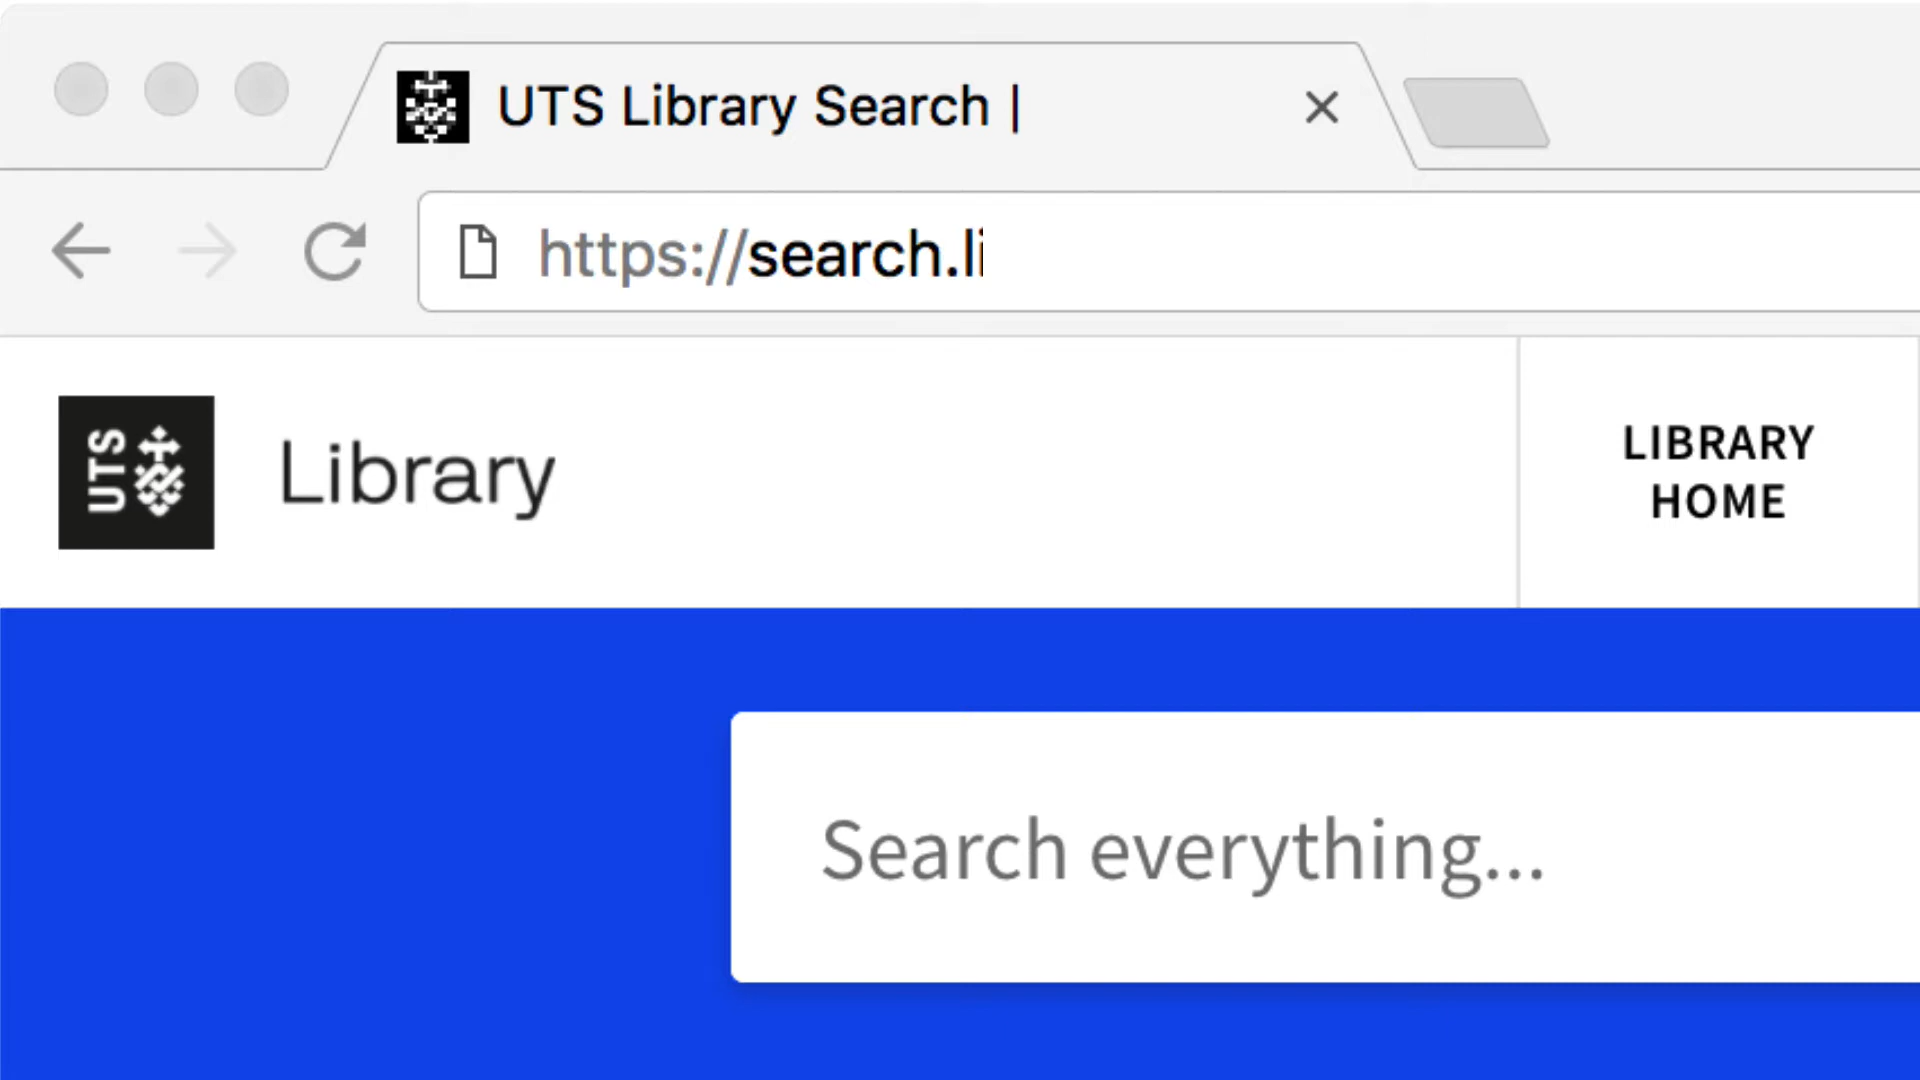 UTS Library Search |
https://search.li
UTS
Library
LIBRARY
HOME
Search everything...